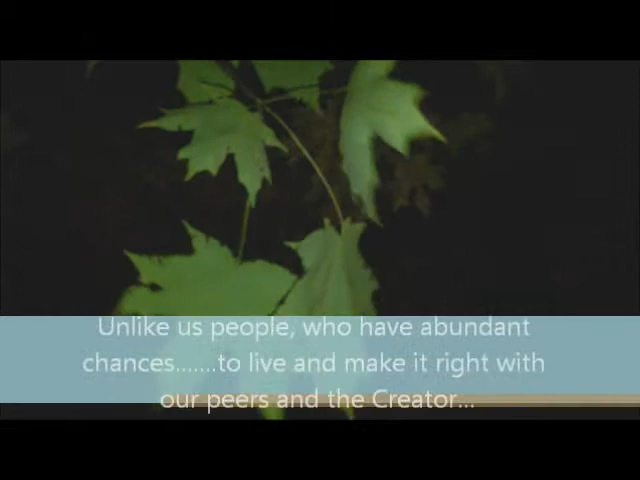 Unlike us people, who have abundant
chances.......to live and make it right with
our peers and the Creator...